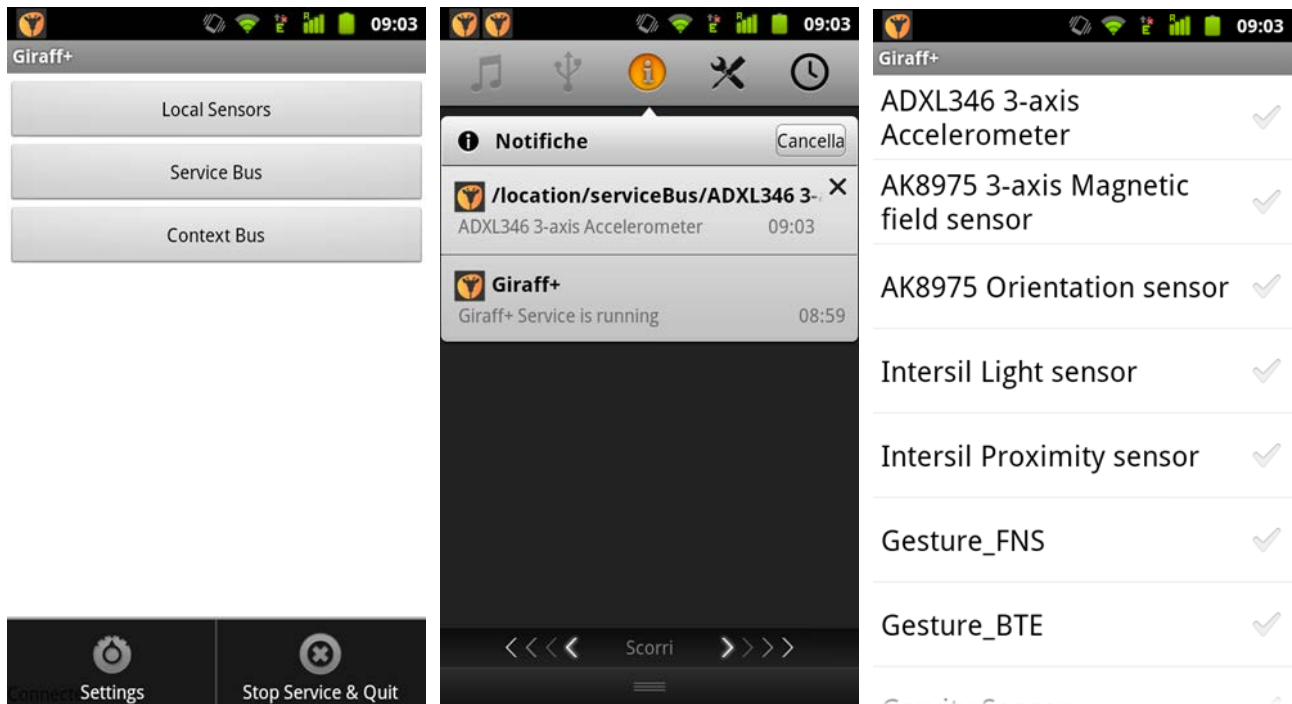 09:03
Giraff+
Local Sensors
Service Bus
Context Bus
Settings
Stop Service & Quit
09:03
Notifiche
Cancella
/location/serviceBus/ADXL346 3-
ADXL346 3-axis Accelerometer 09:03
Giraff+
Giraff+ Service is running 08:59
Scorri
09:03
Giraff+
ADXL346 3-axis
Accelerometer
AK8975 3-axis Magnetic
field sensor
AK8975 Orientation sensor
Intersil Light sensor
Intersil Proximity sensor
Gesture_FNS
Gesture_BTE